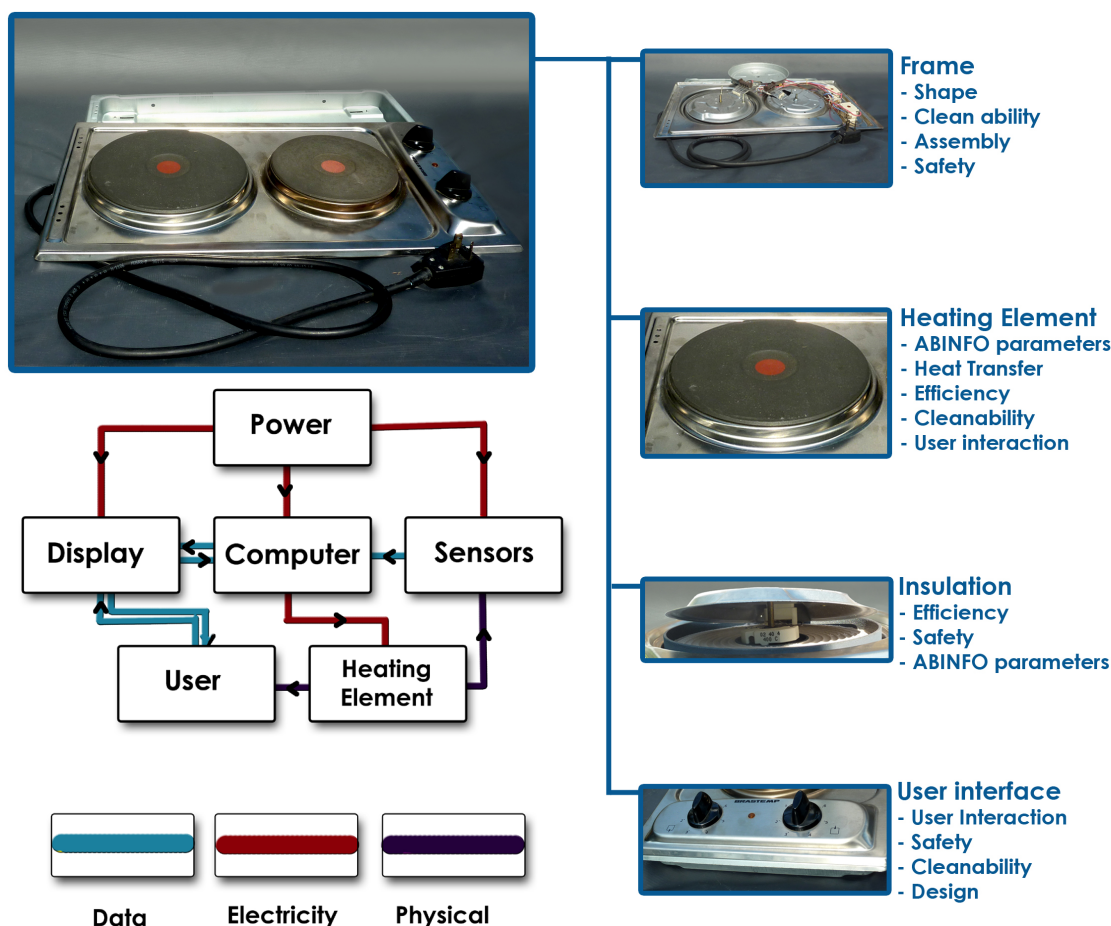 Frame
- Shape
- Clean ability
- Assembly
- Safety
Heating Element
- ABINFO parameters
- Heat Transfer
- Efficiency
- Cleanability
- User interaction
Power
Display
Computer
Sensors
User
Heating
Element
Insulation
- Efficiency
- Safety
- ABINFO parameters
BRASTEMP
User interface
- User Interaction
- Safety
- Cleanability
- Design
Data
Electricity
Physical